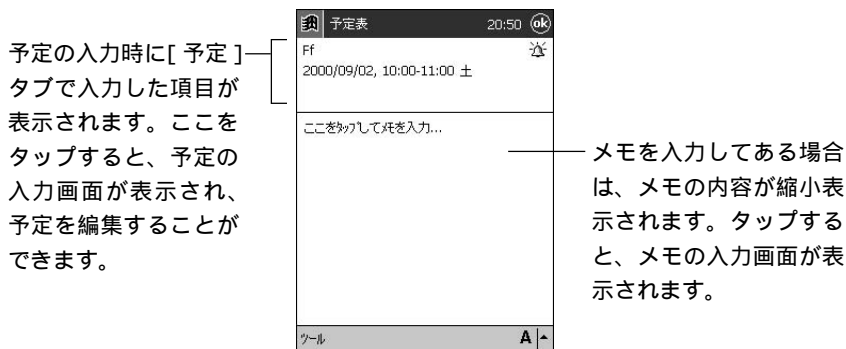 予定の入力時に[ 予定 ]
タブで入力した項目が
表示されます。ここを
タップすると、予定の
入力画面が表示され、
予定を編集することが
できます。
予定表 20:50 ok
Ff
2000/09/02, 10:00-11:00 土
ここをタップしてメモを入力...
ツール A
メモを入力してある場合
は、メモの内容が縮小表
示されます。タップする
と、メモの入力画面が表
示されます。